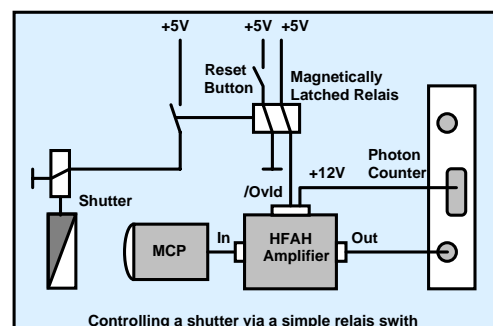 +5V
+5V +5V
Reset
Button
Magnetically
Latched Relais
Photon
Counter
+12V
/Ovld
Shutter
MCP
In
HFAH
Amplifier
Out
Controlling a shutter via a simple relais swith